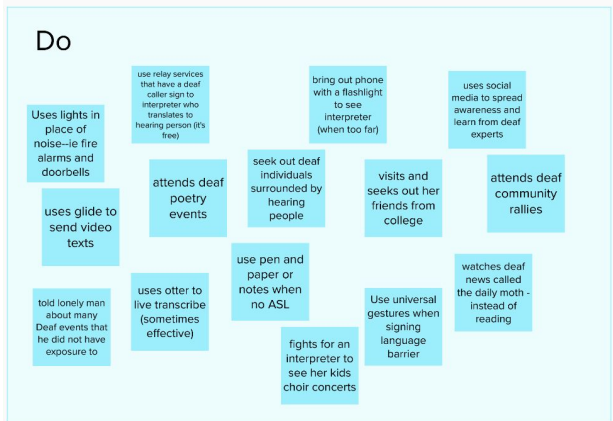 Do
use relay services
that have a deaf
caller sign to
interpreter who
translates to
hearing person (it's
free)
bring out phone
with a flashlight to
see interpreter
(when too far)
uses social
media to spread
awareness and
learn from deaf
experts
Uses lights in
place of
noise--ie fire
alarms and
doorbells
attends deaf
poetry
events
seek out deaf
individuals
surrounded by
hearing
people
visits and
seeks out her
friends from
college
attends deaf
community
rallies
uses glide to
send video
texts
told lonely man
about many
Deaf events that
he did not have
exposure to
uses otter to
live transcribe
(sometimes
effective)
use pen and
paper or
notes when
no ASL
fights for an
interpreter to
see her kids
choir concerts
Use universal
gestures when
signing
language
barrier
watches deaf
news called
the daily moth -
instead of
reading